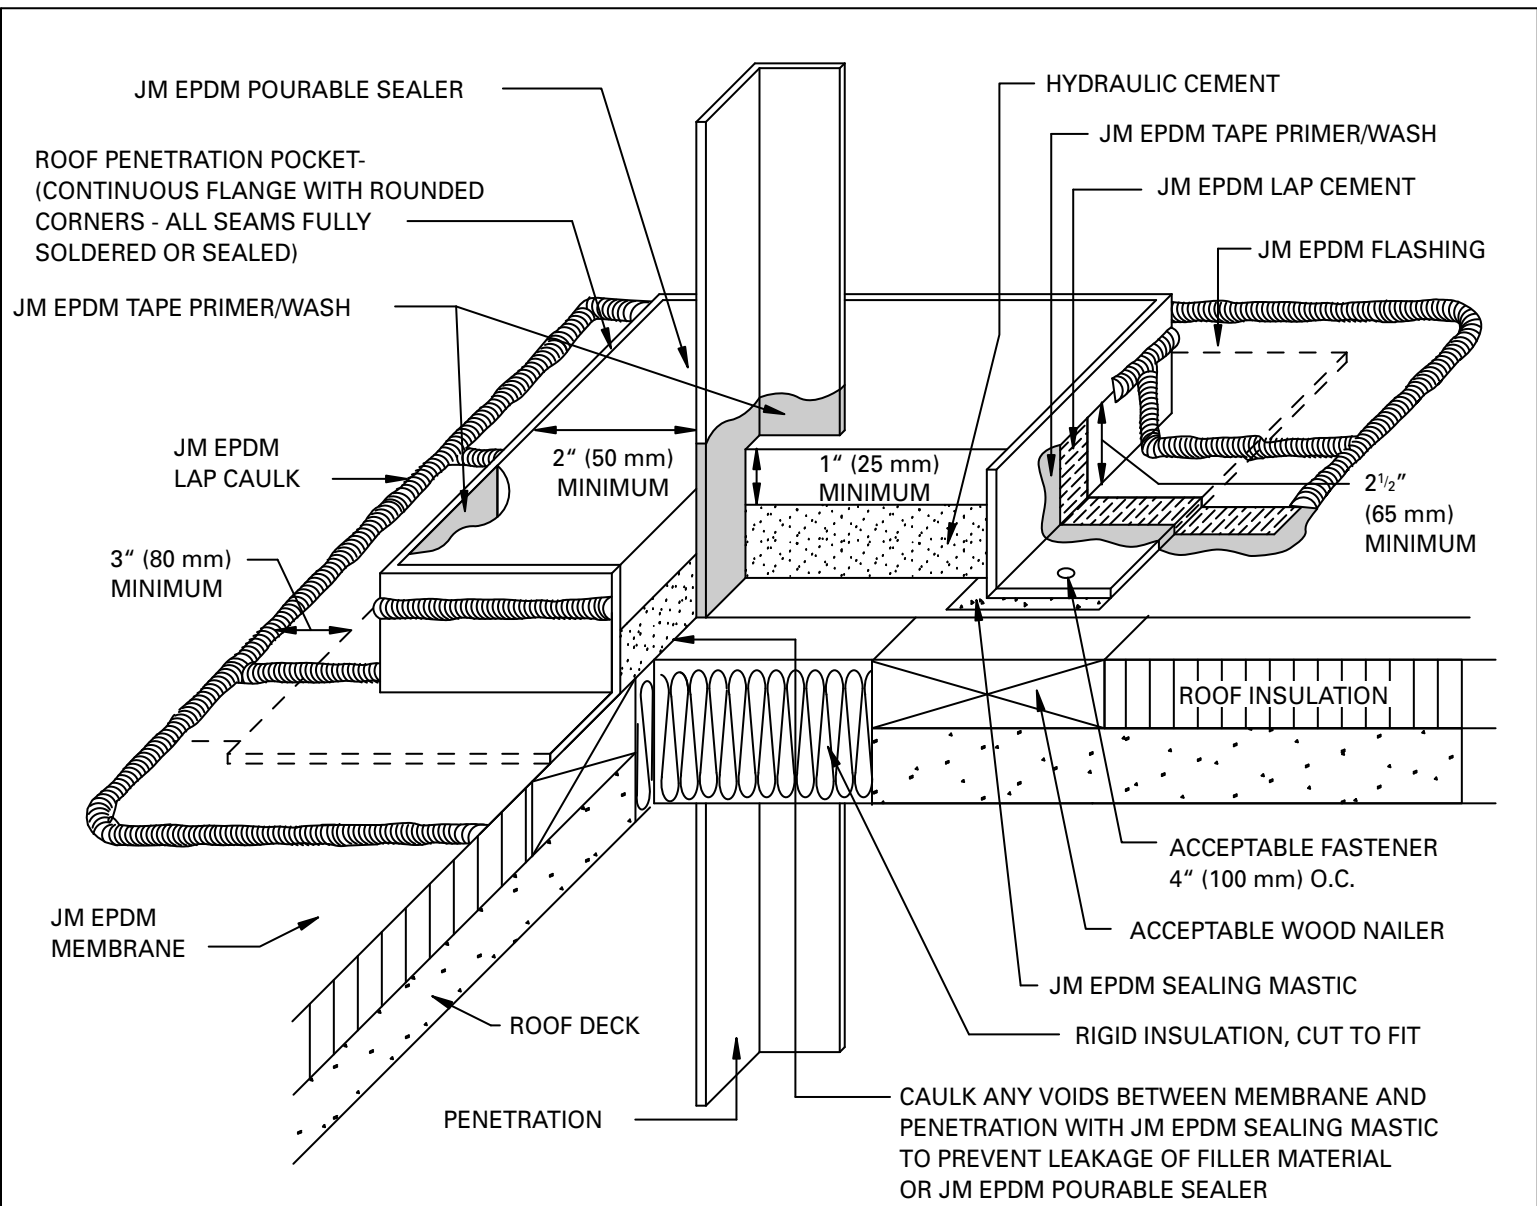 JM EPDM POURABLE SEALER
ROOF PENETRATION POCKET-
(CONTINUOUS FLANGE WITH ROUNDED
CORNERS - ALL SEAMS FULLY
SOLDERED OR SEALED)
JM EPDM TAPE PRIMER/WASH
JM EPDM
LAP CAULK
3“ (80 mm)
MINIMUM
2“ (50 mm)
MINIMUM
1“ (25 mm)
MINIMUM
HYDRAULIC CEMENT
JM EPDM TAPE PRIMER/WASH
JM EPDM LAP CEMENT
JM EPDM FLASHING
2¹/²”
(65 mm)
MINIMUM
ROOF INSULATION
ACCEPTABLE FASTENER
4“ (100 mm) O.C.
ACCEPTABLE WOOD NAILER
JM EPDM SEALING MASTIC
RIGID INSULATION, CUT TO FIT
JM EPDM
MEMBRANE
ROOF DECK
PENETRATION
CAULK ANY VOIDS BETWEEN MEMBRANE AND
PENETRATION WITH JM EPDM SEALING MASTIC
TO PREVENT LEAKAGE OF FILLER MATERIAL
OR JM EPDM POURABLE SEALER